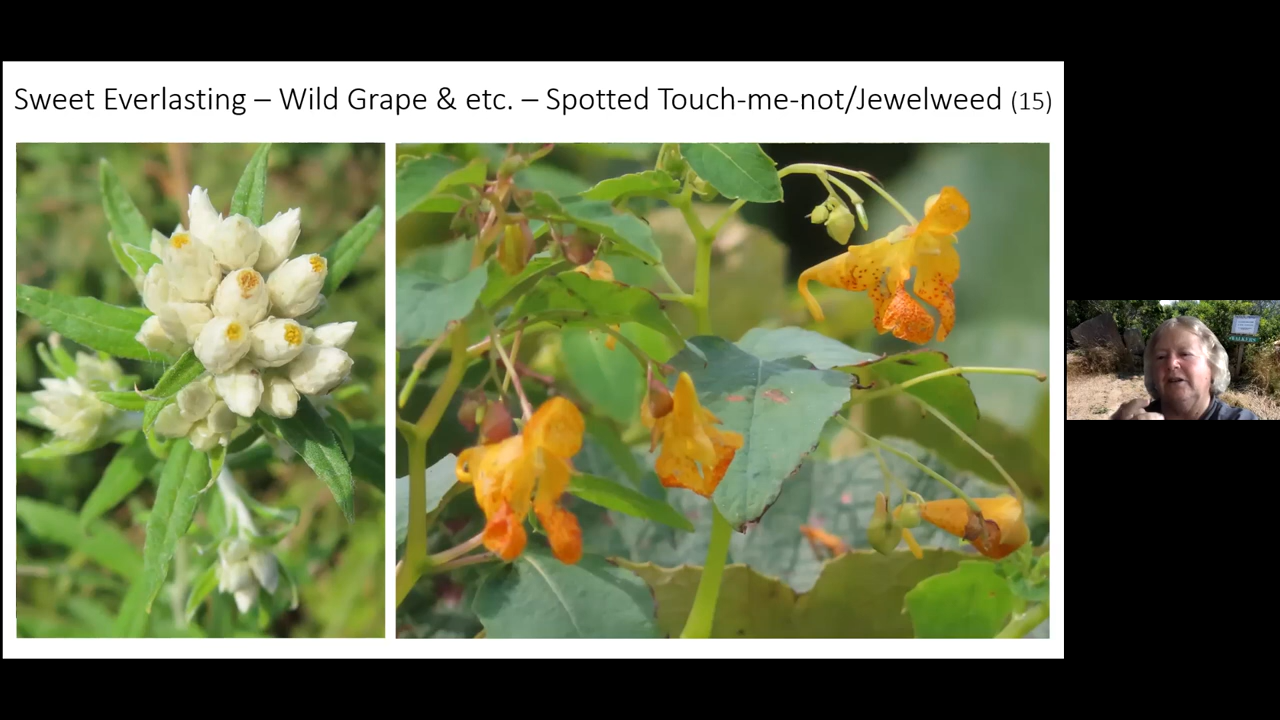 Sweet Everlasting – Wild Grape & etc. – Spotted Touch-me-not/Jewelweed (15)